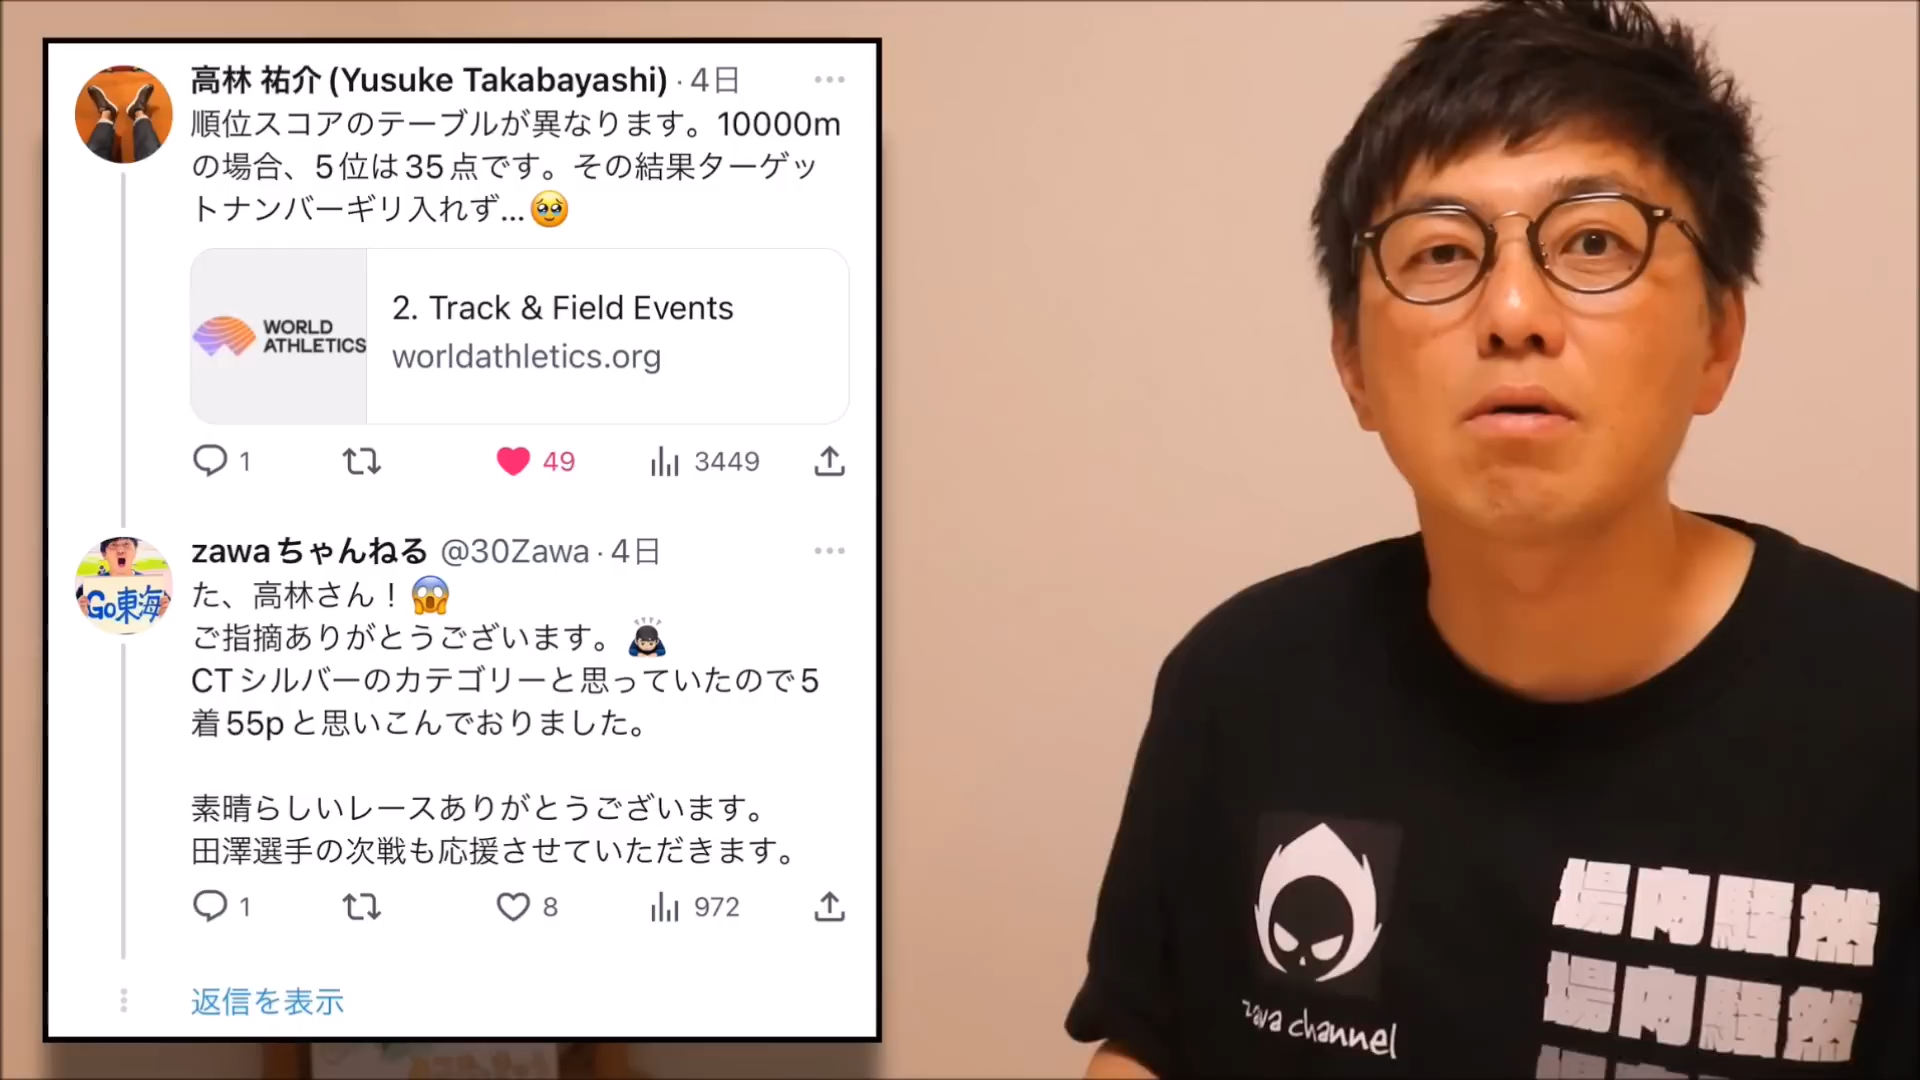 高林 祐介 (Yusuke Takabayashi) · 4日
順位スコアのテーブルが異なります。10000m
の場合、5位は35点です。その結果ターゲッ
トナンバーギリ入れず...🥹
WORLD
ATHLETICS
2. Track & Field Events
worldathletics.org
1
49
3449
zawaちゃんねる @30Zawa · 4日
Go東海
た、高林さん！😱
ご指摘ありがとうございます。🙇🏻‍♂️
CTシルバーのカテゴリーと思っていたので5
着55pと思いこんでおりました。
素晴らしいレースありがとうございます。
田澤選手の次戦も応援させていただきます。
1
8
972
返信を表示
zawa channel
場内騒然
場内騒然